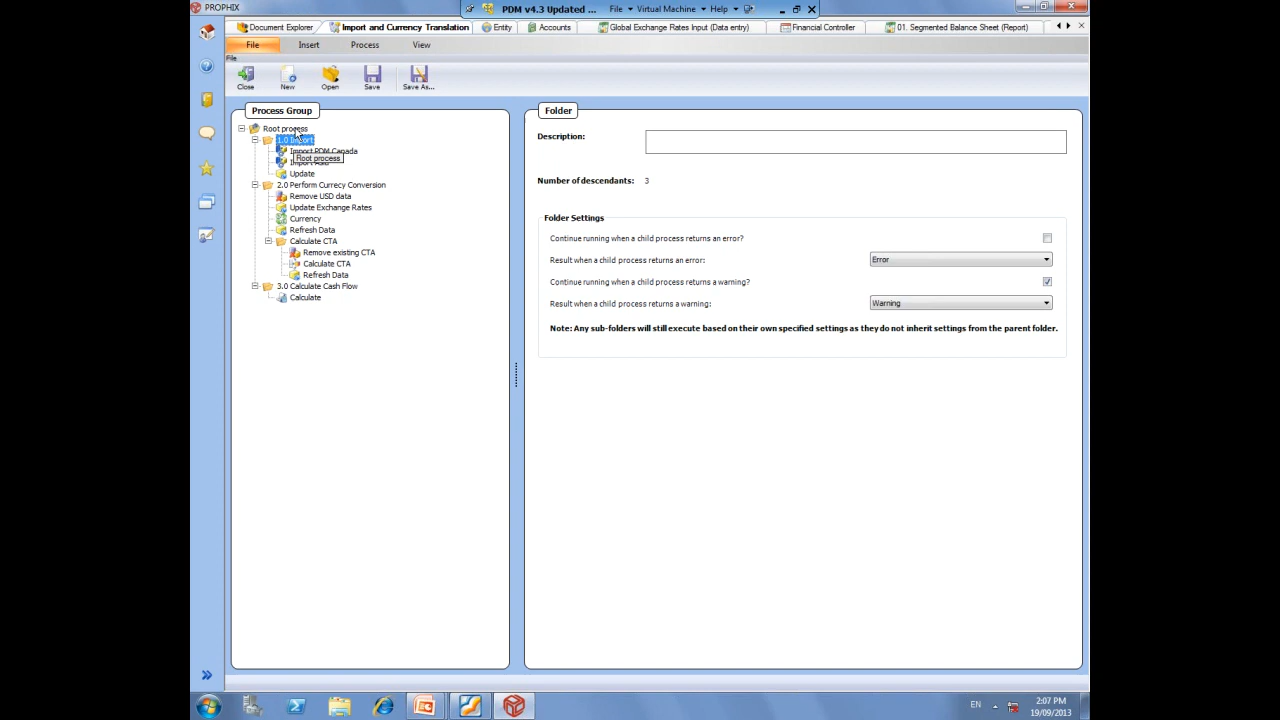 PROPHIX
PDM v4.3 Updated ... File Virtual Machine Help
Document Explorer Import and Currency Translation Entity Accounts Global Exchange Rates Input (Data entry) Financial Controller 01. Segmented Balance Sheet (Report)
File Insert Process View
File
Close New Open Save Save As...
Process Group
Root process
1.0 Import
Import PDM Canada
Root process
Import Asia
Update
2.0 Perform Currecy Conversion
Remove USD data
Update Exchange Rates
Currency
Refresh Data
Calculate CTA
Remove existing CTA
Calculate CTA
Refresh Data
3.0 Calculate Cash Flow
Calculate
Folder
Description:
Number of descendants: 3
Folder Settings
Continue running when a child process returns an error?
Result when a child process returns an error: Error
Continue running when a child process returns a warning?
Result when a child process returns a warning: Warning
Note: Any sub-folders will still execute based on their own specified settings as they do not inherit settings from the parent folder.
EN
2:07 PM
19/09/2013